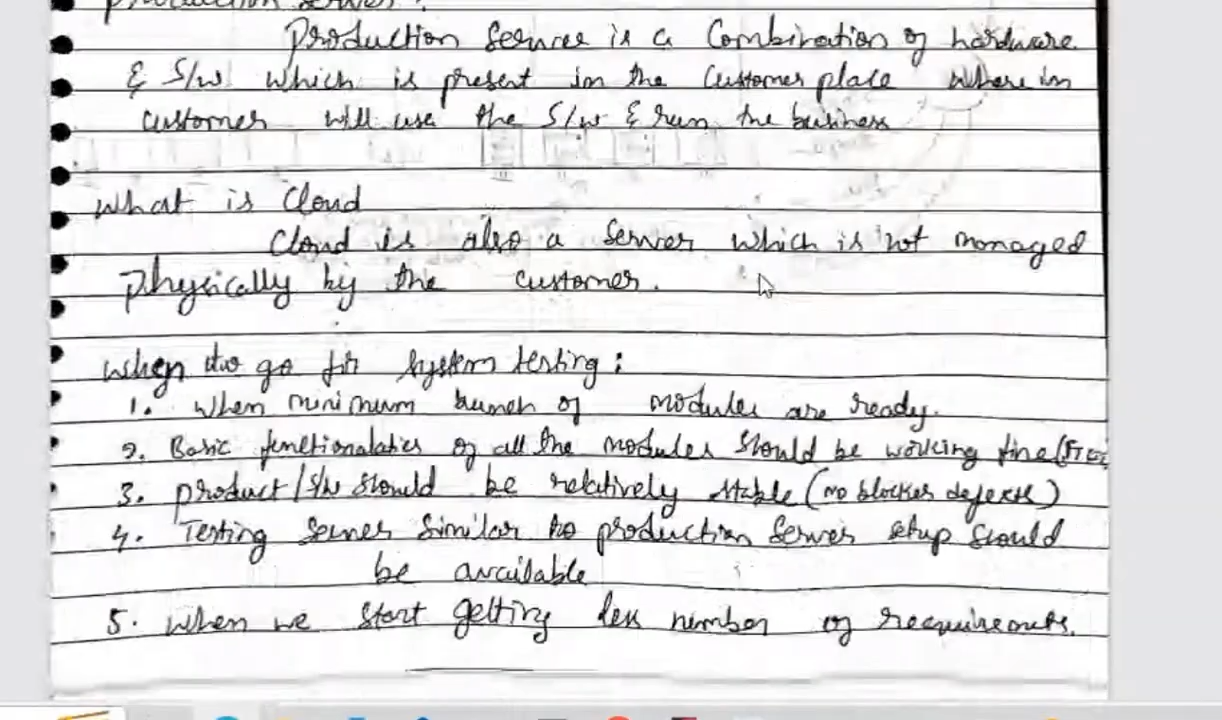 production server :
production server is a combination of hardware
& S/w which is present in the customer place where in
customer will use the S/w & run the business
what is cloud
cloud is also a server which is not managed
physically by the customer.
when to go for system testing :
1. when minimum bunch of modules are ready.
2. Basic functionalatics of all the modules should be working fine
3. product/S/w should be relatively stable (no blocker defects)
4. Testing server similar to production server setup should
be available
5. when we start getting less number of requirements.